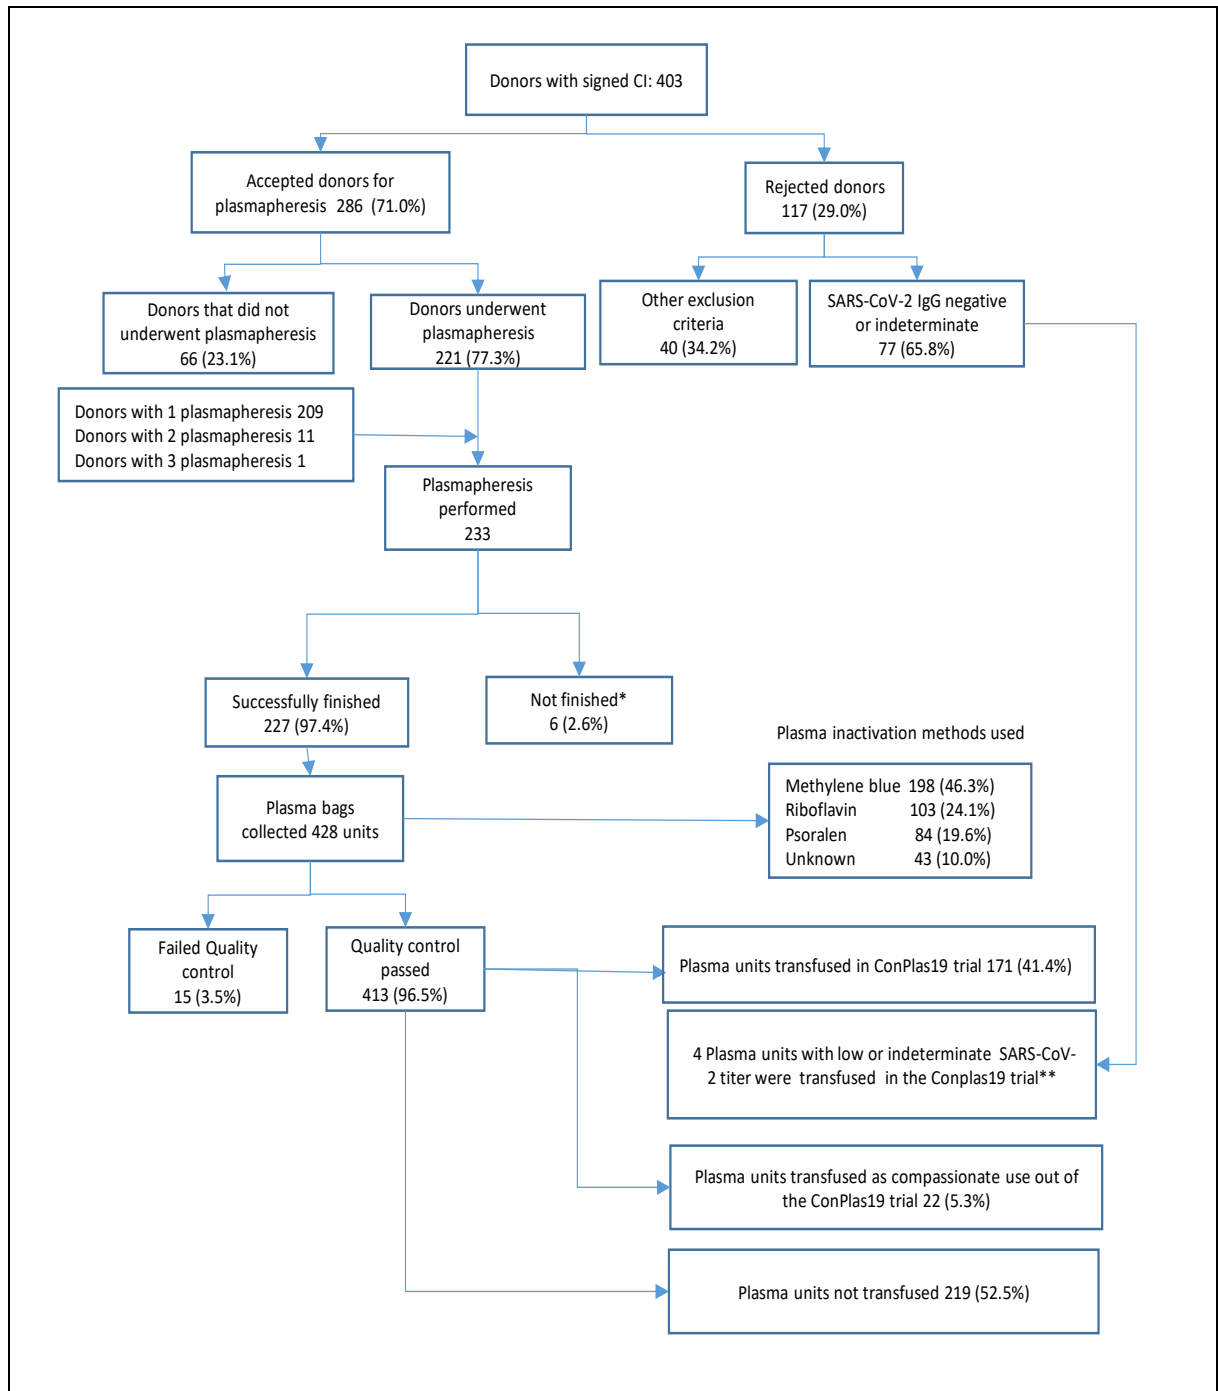 Donors with signed CI: 403
Accepted donors for
plasmapheresis 286 (71.0%)
Rejected donors
117 (29.0%)
Donors that did not
underwent plasmapheresis
66 (23.1%)
Donors underwent
plasmapheresis
221 (77.3%)
Other exclusion
criteria
40 (34.2%)
SARS-CoV-2 IgG negative
or indeterminate
77 (65.8%)
Donors with 1 plasmapheresis 209
Donors with 2 plasmapheresis 11
Donors with 3 plasmapheresis 1
Plasmapheresis
performed
233
Successfully finished
227 (97.4%)
Not finished*
6 (2.6%)
Plasma inactivation methods used
Methylene blue 198 (46.3%)
Riboflavin 103 (24.1%)
Psoralen 84 (19.6%)
Unknown 43 (10.0%)
Plasma bags
collected 428 units
Failed Quality
control
15 (3.5%)
Quality control
passed
413 (96.5%)
Plasma units transfused in ConPlas19 trial 171 (41.4%)
4 Plasma units with low or indeterminate SARS-CoV-
2 titer were transfused in the Conplas19 trial**
Plasma units transfused as compassionate use out of
the ConPlas19 trial 22 (5.3%)
Plasma units not transfused 219 (52.5%)